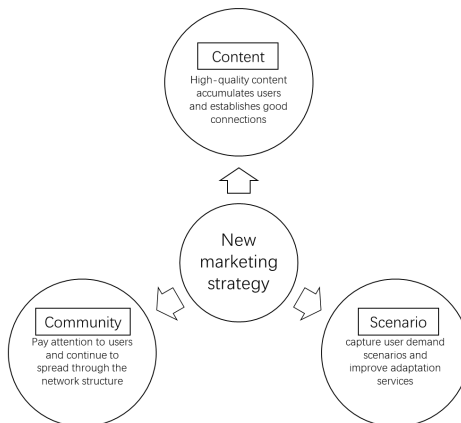 Content
High-quality content
accumulates users
and establishes good
connections
New
marketing
strategy
Community
Pay attention to users
and continue to
spread through the
network structure
Scenario
capture user demand
scenarios and
improve adaptation
services